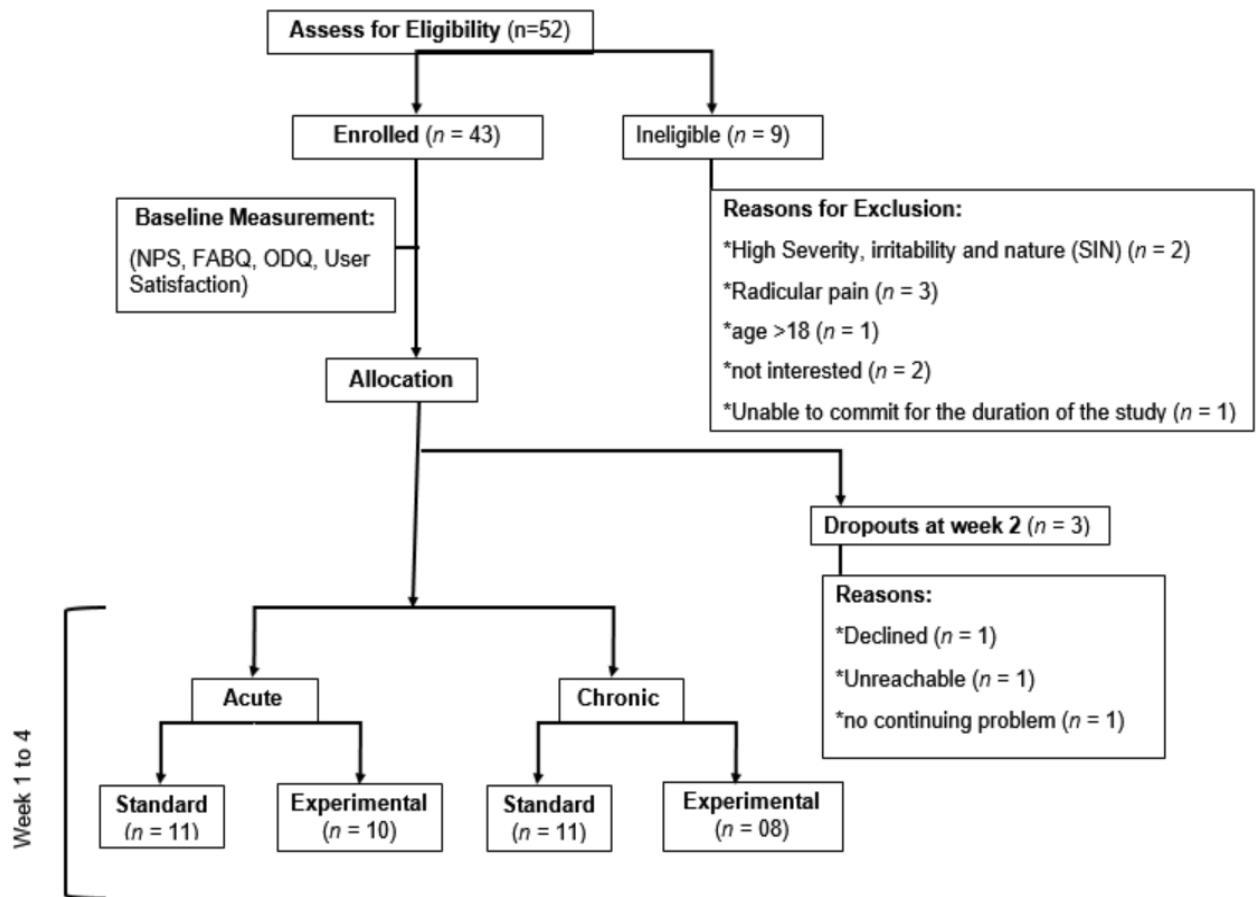 Assess for Eligibility (n=52)
Enrolled (n = 43)
Ineligible (n = 9)
Baseline Measurement:
(NPS, FABQ, ODQ, User
Satisfaction)
Reasons for Exclusion:
*High Severity, irritability and nature (SIN) (n = 2)
*Radicular pain (n = 3)
*age >18 (n = 1)
*not interested (n = 2)
*Unable to commit for the duration of the study (n = 1)
Allocation
Dropouts at week 2 (n = 3)
Reasons:
*Declined (n = 1)
*Unreachable (n = 1)
*no continuing problem (n = 1)
Week 1 to 4
Acute
Chronic
Standard
(n = 11)
Experimental
(n = 10)
Standard
(n = 11)
Experimental
(n = 08)